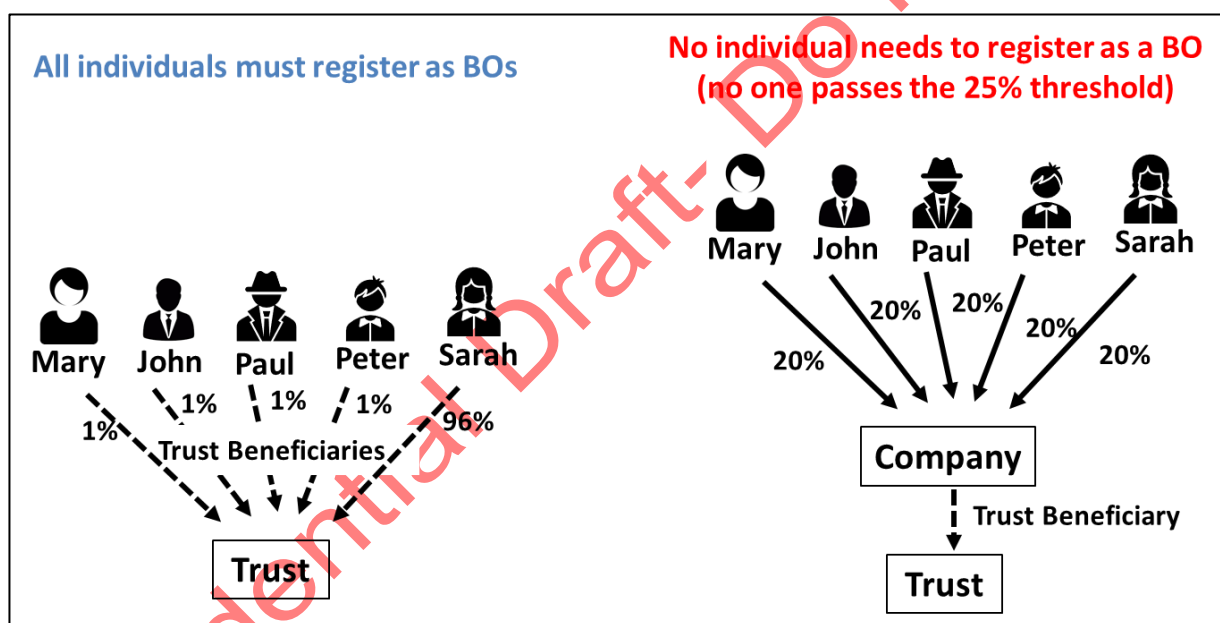 All individuals must register as BOs
No individual needs to register as a BO
(no one passes the 25% threshold)
Mary
John
Paul
Peter
Sarah
1%
1%
1%
1%
96%
Trust Beneficiaries
Trust
Mary
John
Paul
Peter
Sarah
20%
20%
20%
20%
20%
Company
Trust Beneficiary
Trust
dential Draft- Do